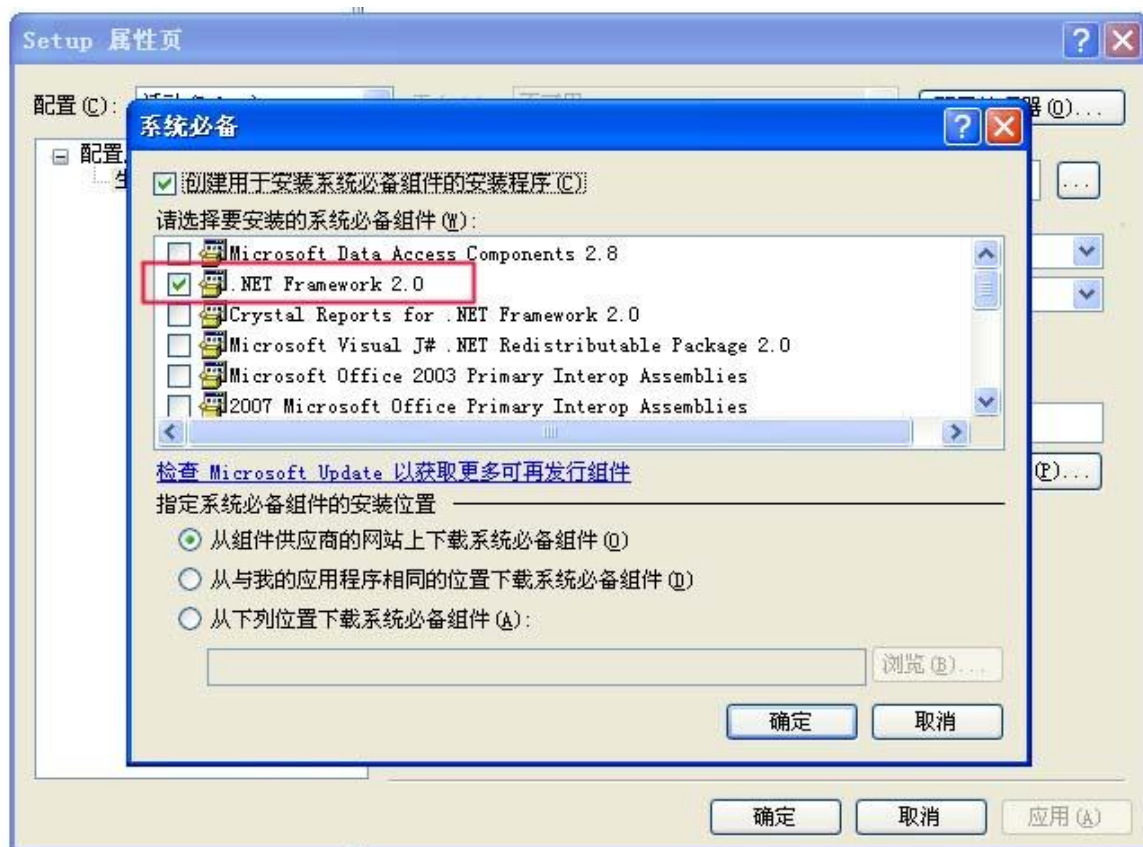 Setup 属性页
配置(C):
器(O)...
系统必备
配置
创建用于安装系统必备组件的安装程序(C)
...
请选择要安装的系统必备组件(W):
Microsoft Data Access Components 2.8
.NET Framework 2.0
Crystal Reports for .NET Framework 2.0
Microsoft Visual J# .NET Redistributable Package 2.0
Microsoft Office 2003 Primary Interop Assemblies
2007 Microsoft Office Primary Interop Assemblies
检查 Microsoft Update 以获取更多可再发行组件
(P)...
指定系统必备组件的安装位置
从组件供应商的网站上下载系统必备组件(O)
从与我的应用程序相同的位置下载系统必备组件(D)
从下列位置下载系统必备组件(A):
浏览(B)...
确定 取消
确定 取消 应用(A)